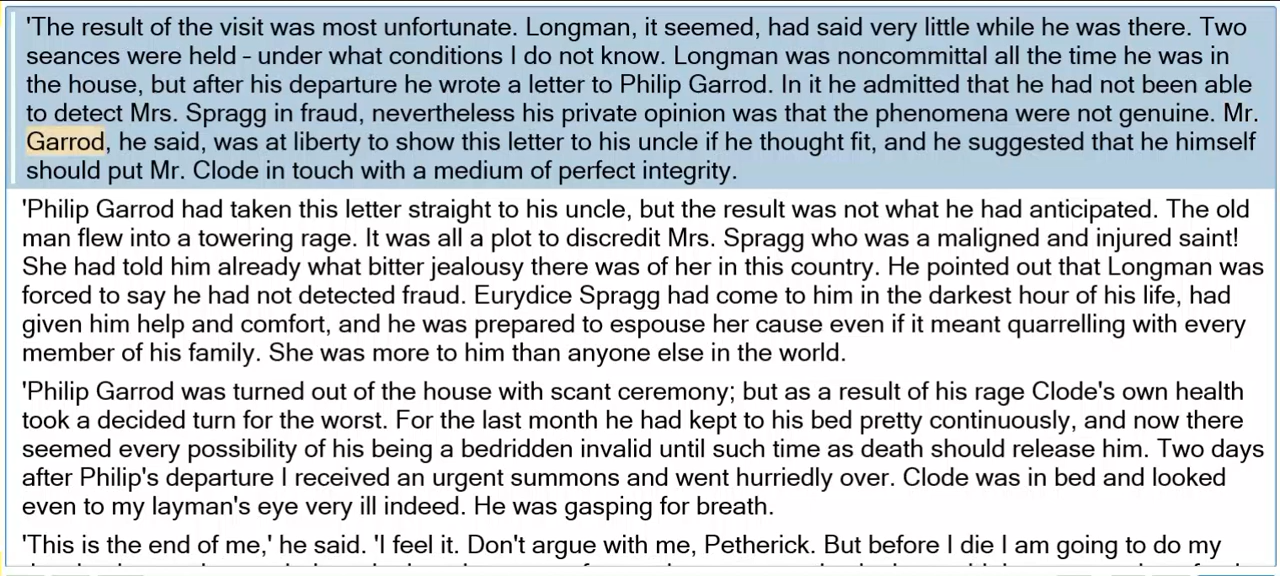 'The result of the visit was most unfortunate. Longman, it seemed, had said very little while he was there. Two
seances were held – under what conditions I do not know. Longman was noncommittal all the time he was in
the house, but after his departure he wrote a letter to Philip Garrod. In it he admitted that he had not been able
to detect Mrs. Spragg in fraud, nevertheless his private opinion was that the phenomena were not genuine. Mr.
Garrod, he said, was at liberty to show this letter to his uncle if he thought fit, and he suggested that he himself
should put Mr. Clode in touch with a medium of perfect integrity.
'Philip Garrod had taken this letter straight to his uncle, but the result was not what he had anticipated. The old
man flew into a towering rage. It was all a plot to discredit Mrs. Spragg who was a maligned and injured saint!
She had told him already what bitter jealousy there was of her in this country. He pointed out that Longman was
forced to say he had not detected fraud. Eurydice Spragg had come to him in the darkest hour of his life, had
given him help and comfort, and he was prepared to espouse her cause even if it meant quarrelling with every
member of his family. She was more to him than anyone else in the world.
'Philip Garrod was turned out of the house with scant ceremony; but as a result of his rage Clode's own health
took a decided turn for the worst. For the last month he had kept to his bed pretty continuously, and now there
seemed every possibility of his being a bedridden invalid until such time as death should release him. Two days
after Philip's departure I received an urgent summons and went hurriedly over. Clode was in bed and looked
even to my layman's eye very ill indeed. He was gasping for breath.
'This is the end of me,' he said. 'I feel it. Don't argue with me, Petherick. But before I die I am going to do my